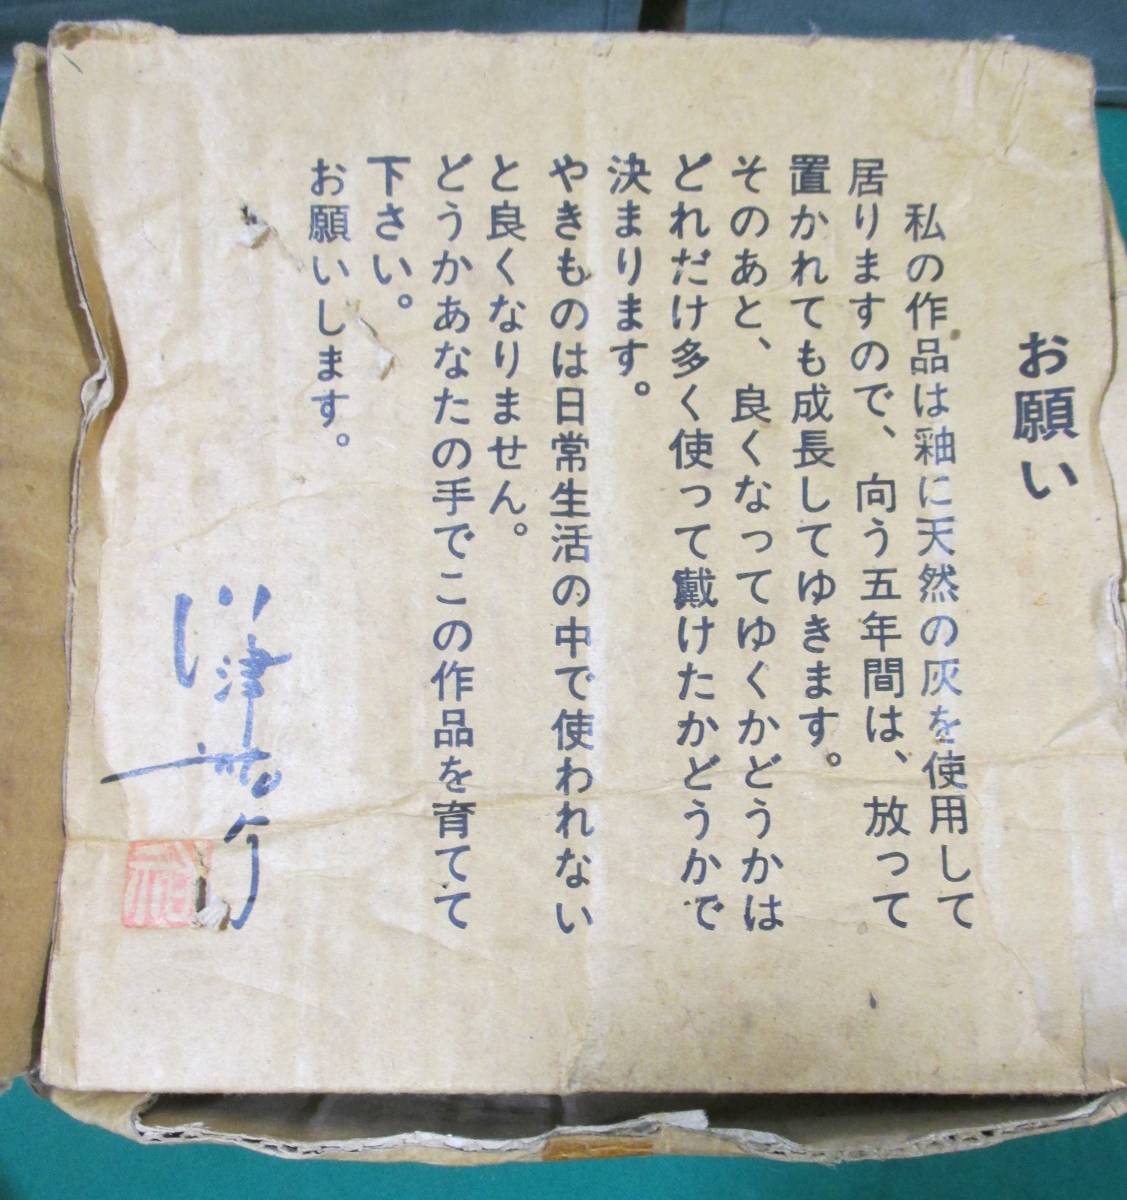 お願い
私の作品は釉に天然の灰を使用して
居りますので、向う五年間は、放って
置かれても成長してゆきます。
そのあと、良くなってゆくかどうかは
どれだけ多く使って戴けたかどうかで
決まります。
やきものは日常生活の中で使われない
と良くなりません。
どうかあなたの手でこの作品を育てて
下さい。
お願いします。